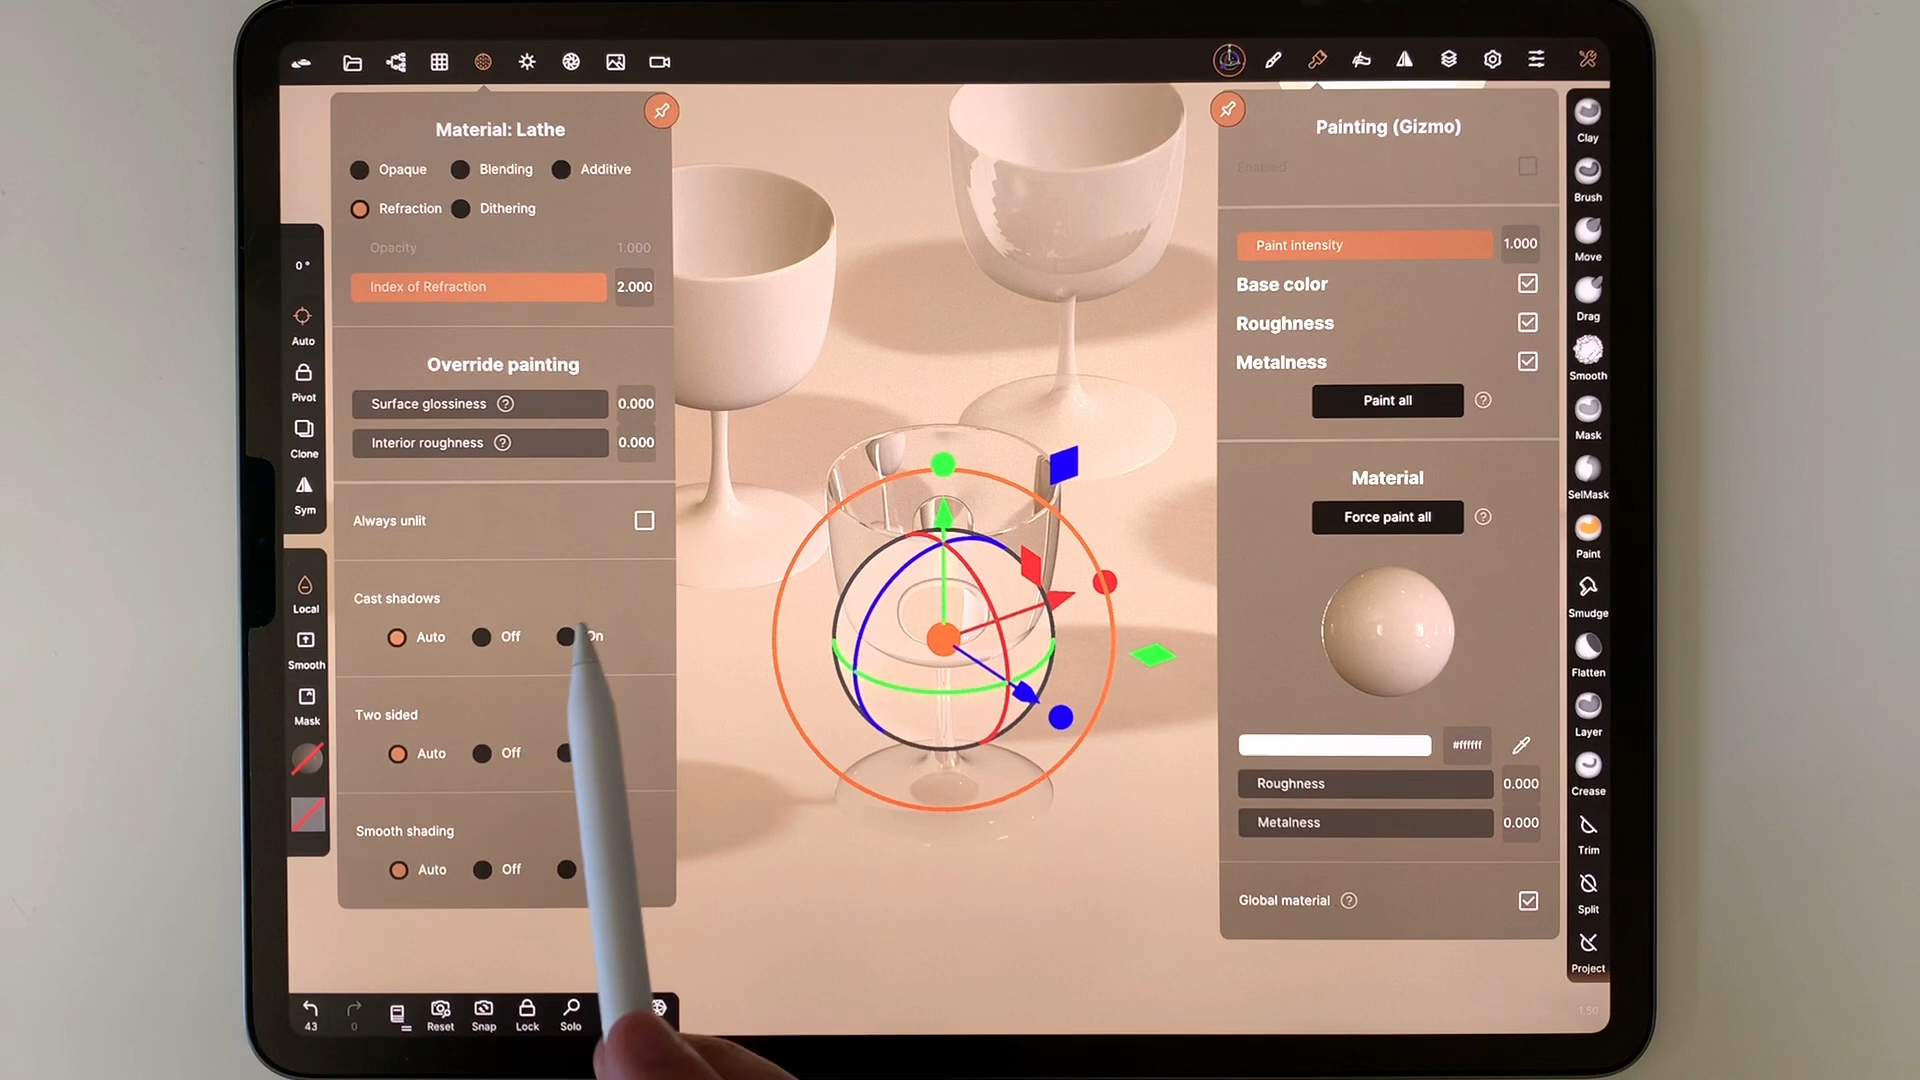 Material: Lathe
Opaque Blending Additive
Refraction Dithering
Opacity 1.000
Index of Refraction 2.000
Override painting
Surface glossiness ? 0.000
Interior roughness ? 0.000
Always unlit
Cast shadows
Auto Off On
Two sided
Auto Off
Smooth shading
Auto Off
0°
Auto
Pivot
Clone
Sym
Local
Smooth
Mask
43
0
Reset
Snap
Lock
Solo
Painting (Gizmo)
Enabled
Paint intensity 1.000
Base color
Roughness
Metalness
Paint all ?
Material
Force paint all ?
#ffffff
Roughness 0.000
Metalness 0.000
Global material ?
1.50
Clay
Brush
Move
Drag
Smooth
Mask
SelMask
Paint
Smudge
Flatten
Layer
Crease
Trim
Split
Project